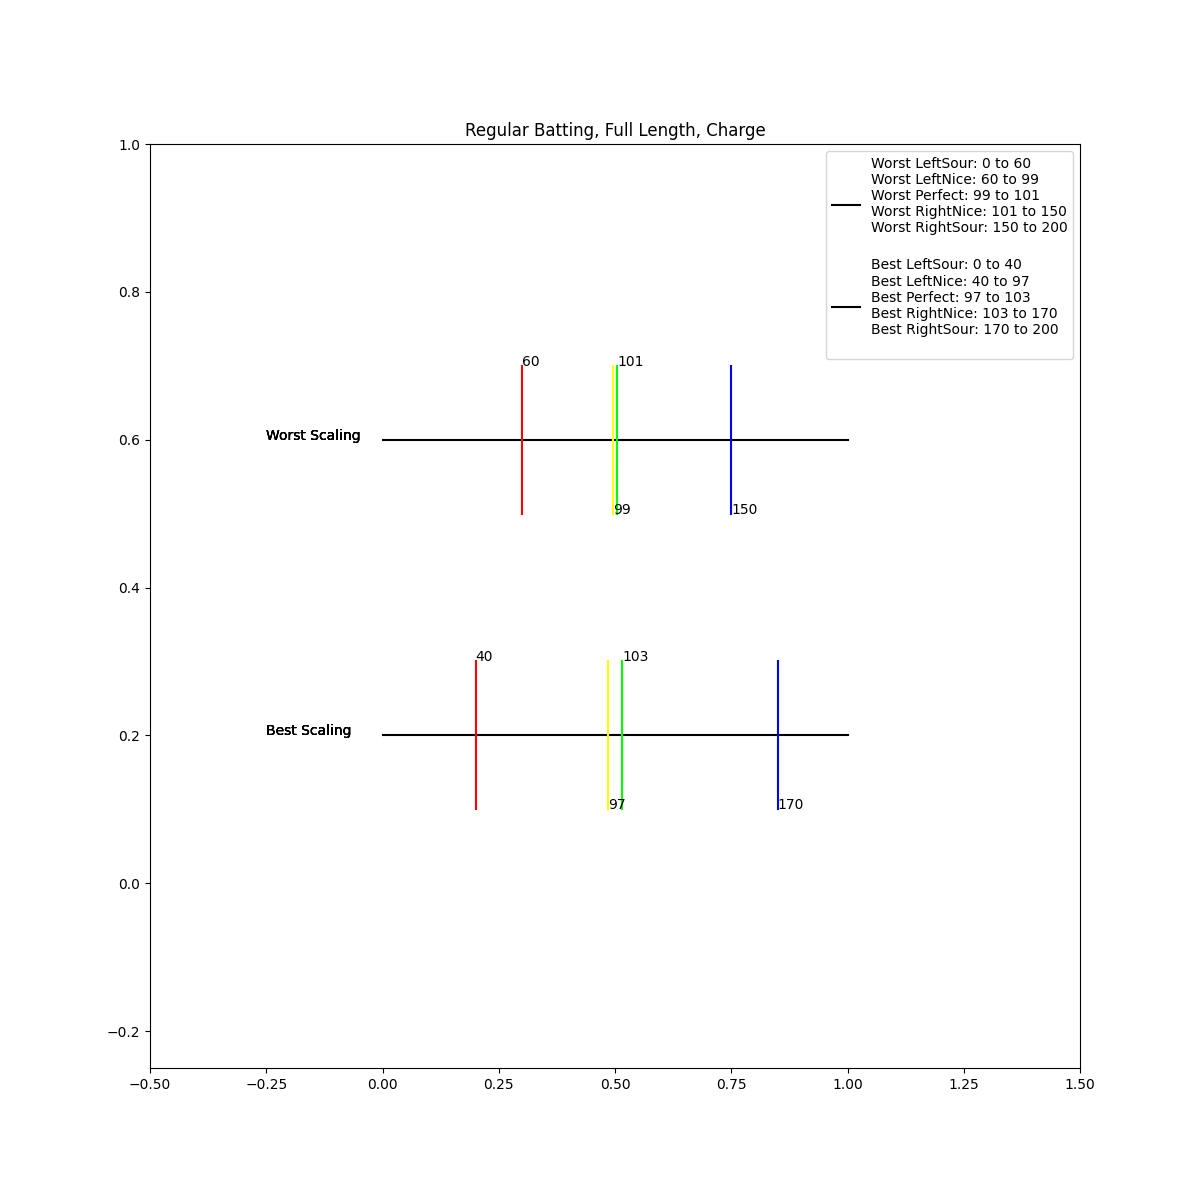 Regular Batting, Full Length, Charge
1.0
0.8
0.6
0.4
0.2
0.0
−0.2
−0.50
−0.25
0.00
0.25
0.50
0.75
1.00
1.25
1.50
Worst LeftSour: 0 to 60
Worst LeftNice: 60 to 99
Worst Perfect: 99 to 101
Worst RightNice: 101 to 150
Worst RightSour: 150 to 200
Best LeftSour: 0 to 40
Best LeftNice: 40 to 97
Best Perfect: 97 to 103
Best RightNice: 103 to 170
Best RightSour: 170 to 200
60
101
Worst Scaling
99
150
40
103
Best Scaling
97
170